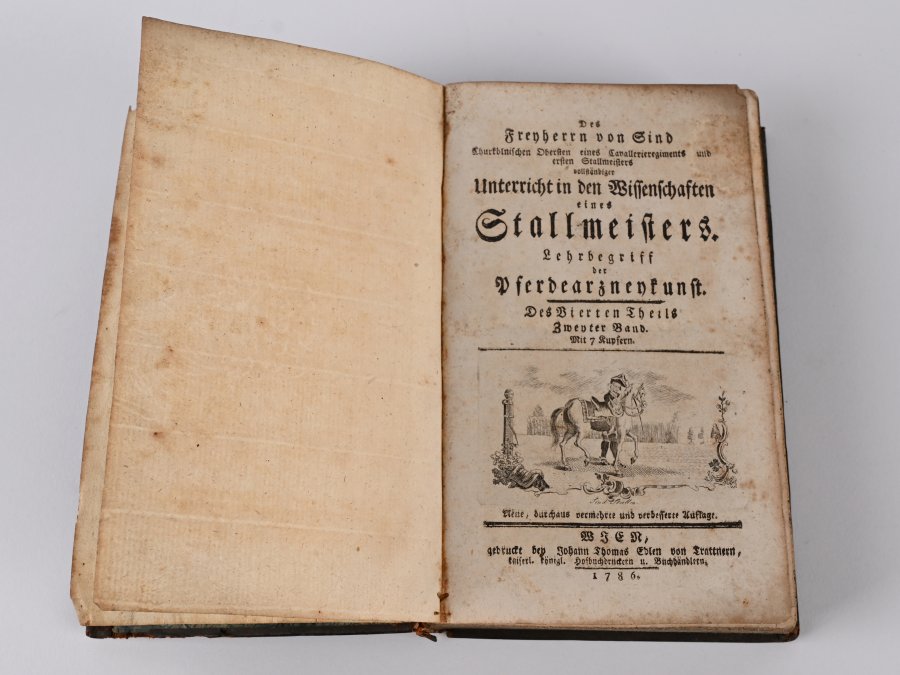 Des
Freyherrn von Sind
Churkölnischen Obersten eines Cavallerieregiments und
ersten Stallmeisters
vollständiger
Unterricht in den Wissenschaften
eines
Stallmeisters.
Lehrbegriff
der
Pferdearzneykunst.
Des Vierten Theils
Zweyter Band.
Mit 7 Kupfern.
Neue, durchaus vermehrte und verbesserte Auflage.
WIEN,
gedruckt bey Johann Thomas Edlen von Trattnern,
kaiserl. königl. Hofbuchdruckern u. Buchhändlern,
1786.